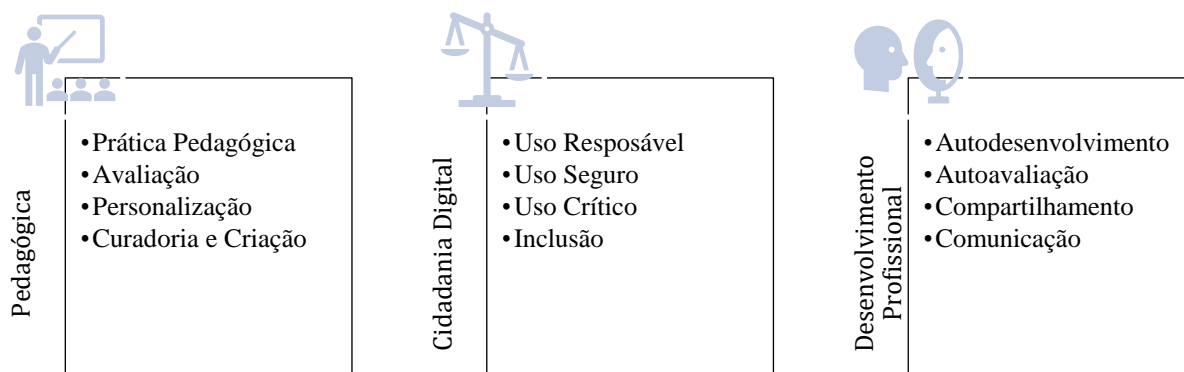 Pedagógica
•Prática Pedagógica
•Avaliação
•Personalização
•Curadoria e Criação
Cidadania Digital
•Uso Resposável
•Uso Seguro
•Uso Crítico
•Inclusão
Desenvolvimento
Profissional
•Autodesenvolvimento
•Autoavaliação
•Compartilhamento
•Comunicação